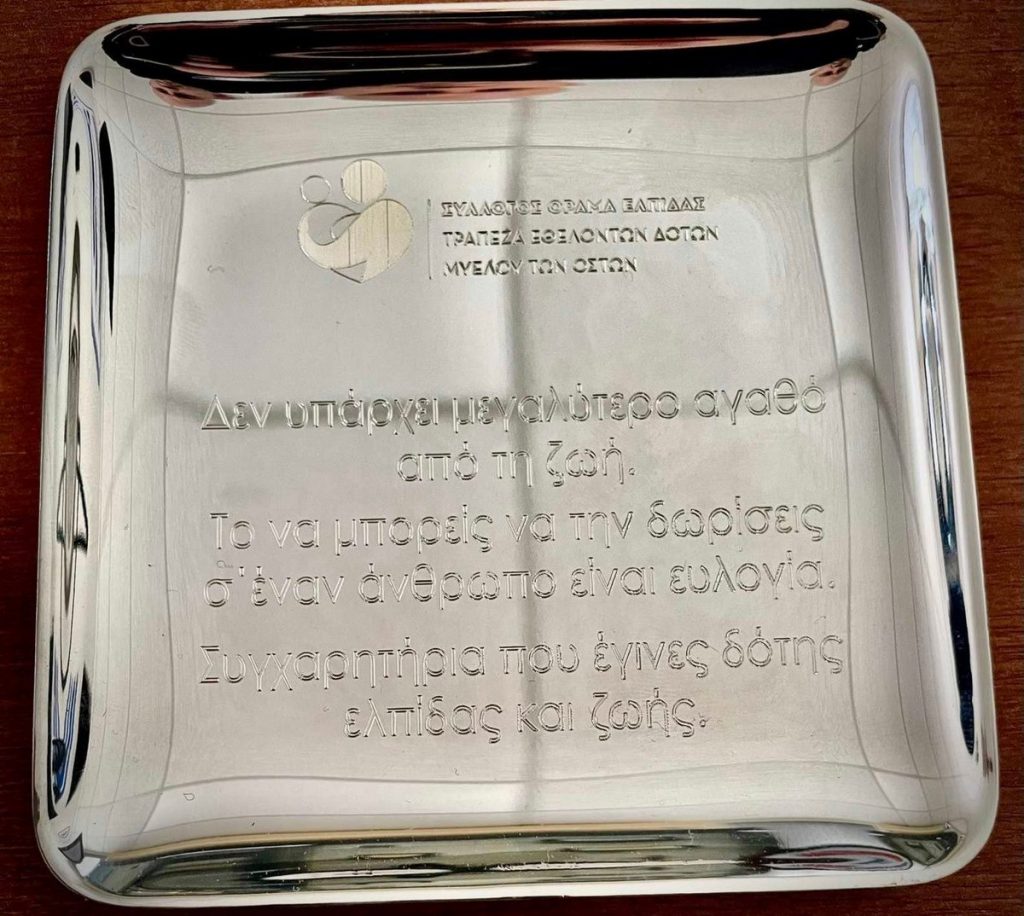 ΣΥΛΛΟΓΟΣ ΟΡΑΜΑ ΕΛΠΙΔΑΣ
ΤΡΑΠΕΖΑ ΕΘΕΛΟΝΤΩΝ ΔΟΤΩΝ
ΜΥΕΛΟΥ ΤΩΝ ΟΣΤΩΝ
Δεν υπάρχει μεγαλύτερο αγαθό
από τη ζωή.
Το να μπορείς να την δωρίσεις
σ΄έναν άνθρωπο είναι ευλογία.
Συγχαρητήρια που έγινες δότης
ελπίδας και ζωής.